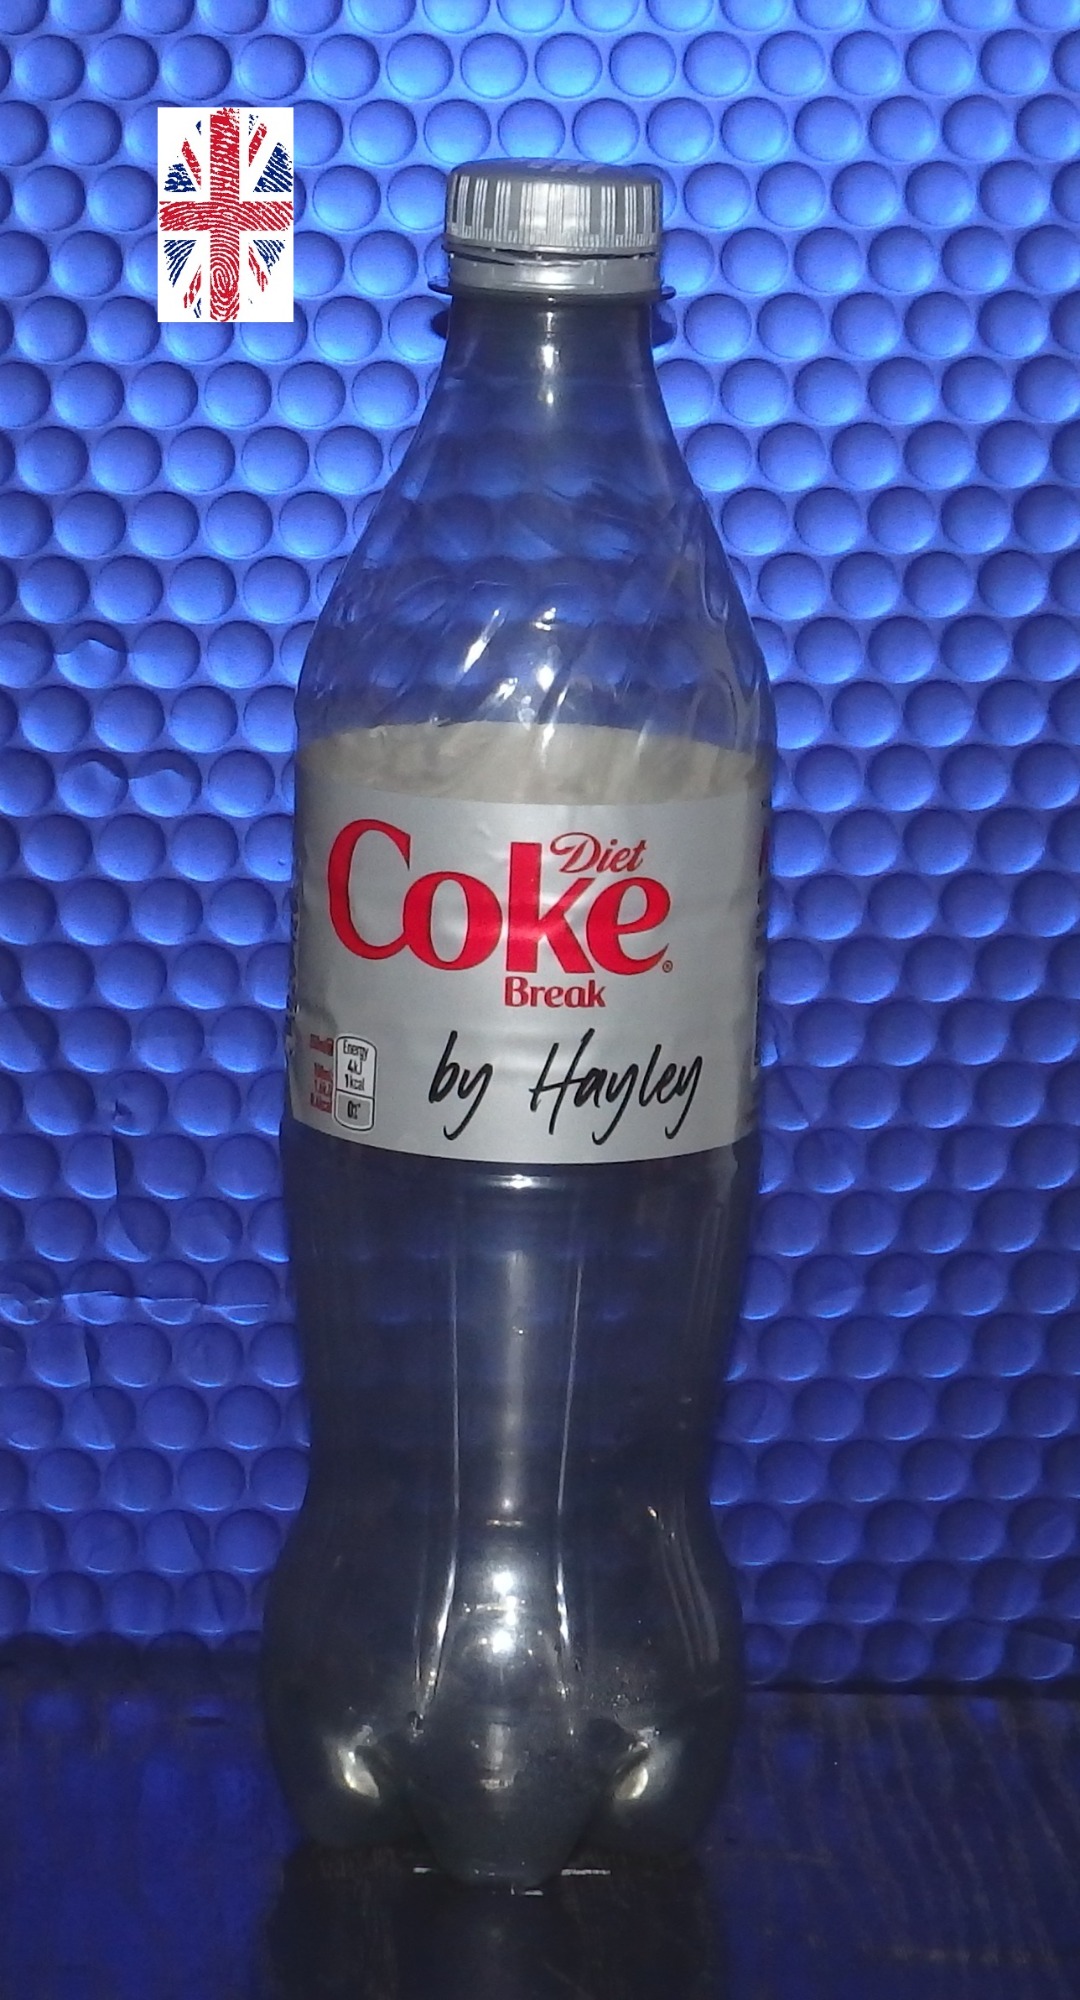 Diet
Coke®
Break
by Hayley
Energy
4kJ
1kcal